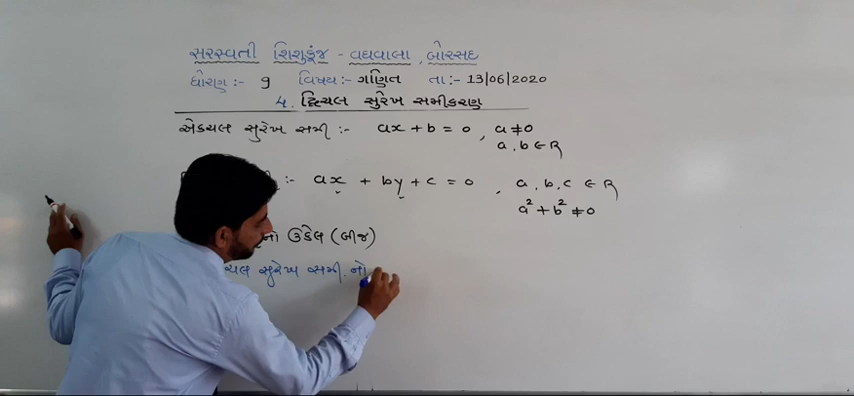 સરસ્વતી શિશુકુંજ - વઘવાલા, બોરસદ
ધોરણ :- 9 વિષય :- ગણિત તા :- 13/06/2020
4. દ્વિચલ સુરેખ સમીકરણ
એકચલ સુરેખ સમી :- ax + b = 0, a ≠ 0
a, b ∈ R
:- ax + by + c = 0, a, b, c ∈ R
a² + b² ≠ 0
નો ઉકેલ (બીજ)
ચલ સુરેખ સમી. નો